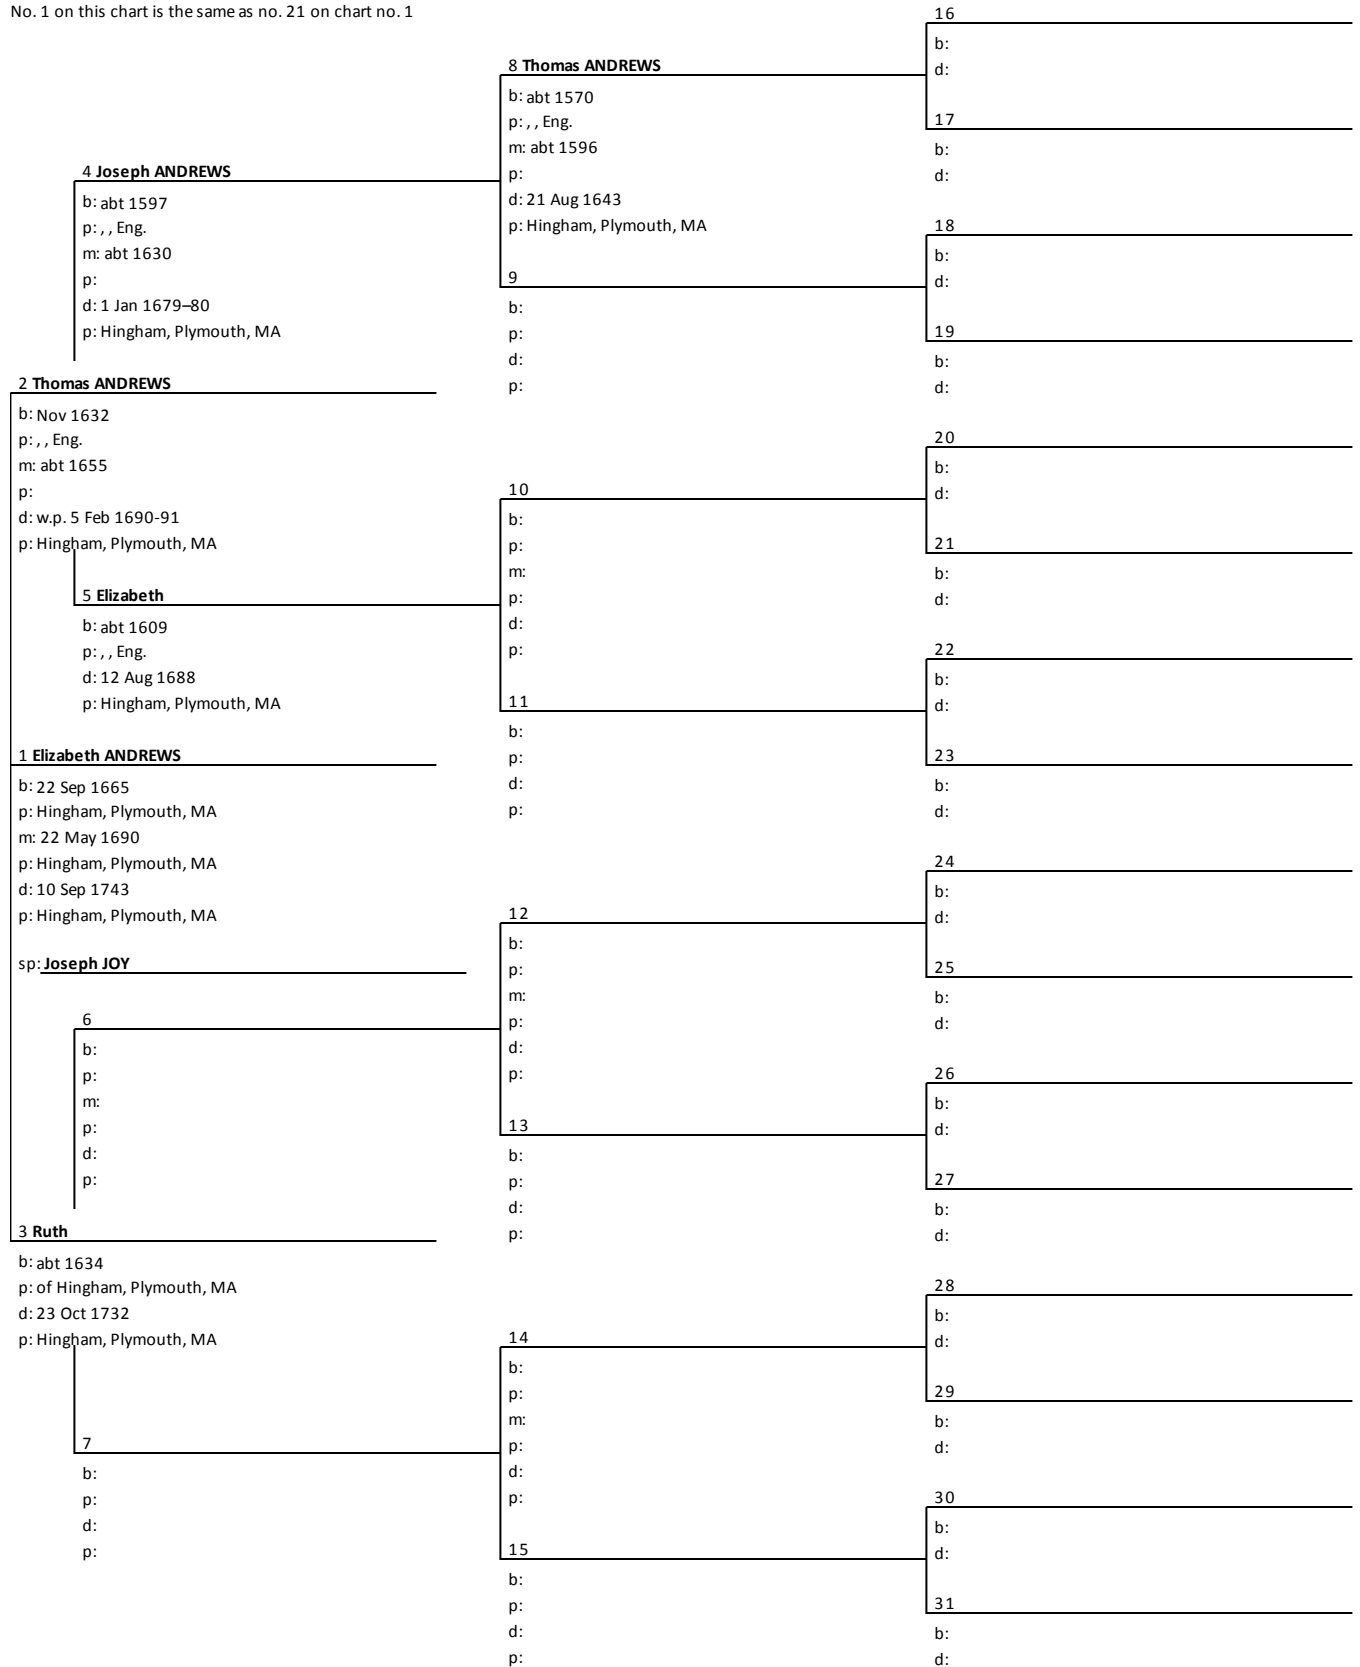 No. 1 on this chart is the same as no. 21 on chart no. 1
16
b:
d:
8 Thomas ANDREWS
b: abt 1570
p: , , Eng.
m: abt 1596
p:
d: 21 Aug 1643
p: Hingham, Plymouth, MA
17
b:
d:
4 Joseph ANDREWS
b: abt 1597
p: , , Eng.
m: abt 1630
p:
d: 1 Jan 1679–80
p: Hingham, Plymouth, MA
18
b:
d:
9
b:
p:
d:
p:
19
b:
d:
2 Thomas ANDREWS
b: Nov 1632
p: , , Eng.
m: abt 1655
p:
d: w.p. 5 Feb 1690-91
p: Hingham, Plymouth, MA
20
b:
d:
10
b:
p:
m:
p:
d:
p:
21
b:
d:
5 Elizabeth
b: abt 1609
p: , , Eng.
d: 12 Aug 1688
p: Hingham, Plymouth, MA
22
b:
d:
11
b:
p:
d:
p:
23
b:
d:
1 Elizabeth ANDREWS
b: 22 Sep 1665
p: Hingham, Plymouth, MA
m: 22 May 1690
p: Hingham, Plymouth, MA
d: 10 Sep 1743
p: Hingham, Plymouth, MA
24
b:
d:
12
b:
p:
m:
p:
d:
p:
sp: Joseph JOY
25
b:
d:
6
b:
p:
m:
p:
d:
p:
26
b:
d:
13
b:
p:
d:
p:
27
b:
d:
3 Ruth
b: abt 1634
p: of Hingham, Plymouth, MA
d: 23 Oct 1732
p: Hingham, Plymouth, MA
28
b:
d:
14
b:
p:
m:
p:
d:
p:
29
b:
d:
7
b:
p:
d:
p:
30
b:
d:
15
b:
p:
d:
p:
31
b:
d: